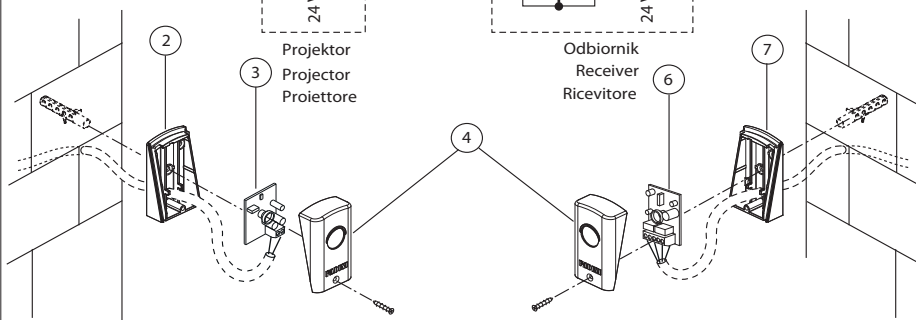 24 V
24 V
Projektor
Projector
Proiettore
Odbiornik
Receiver
Ricevitore
2
3
4
6
7